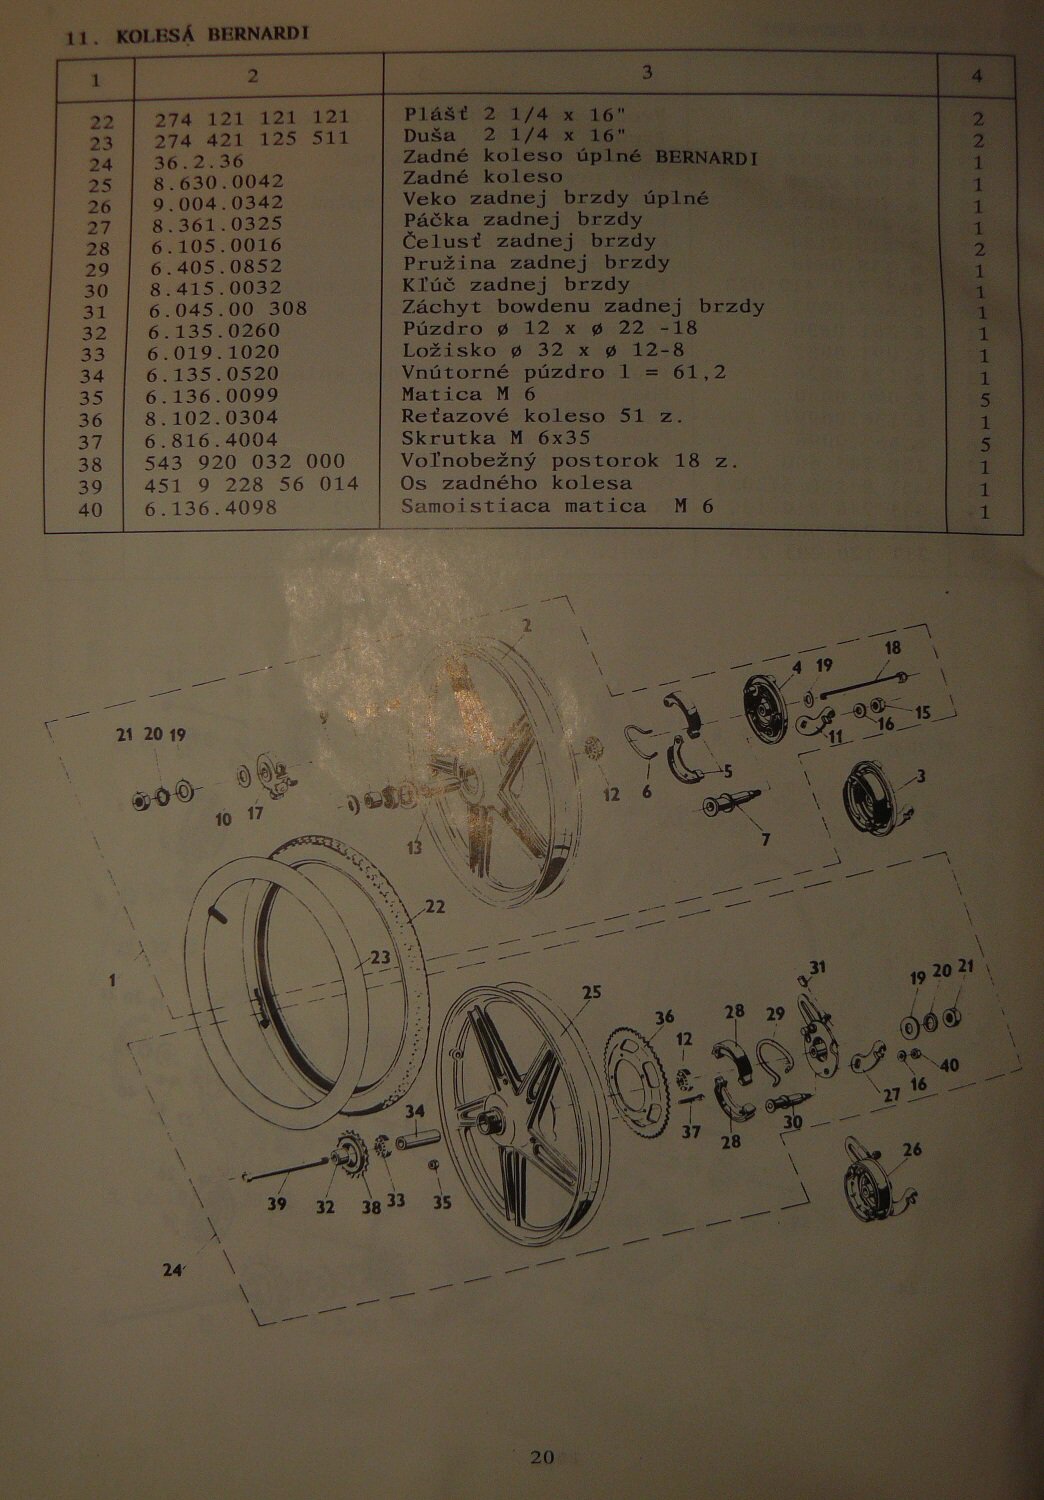 11. KOLESÁ BERNARDI
1 2 3 4
22 274 121 121 121 Plášť 2 1/4 x 16" 2
23 274 421 125 511 Duša 2 1/4 x 16" 2
24 36.2.36 Zadné koleso úplné BERNARDI 1
25 8.630.0042 Zadné koleso 1
26 9.004.0342 Veko zadnej brzdy úplné 1
27 8.361.0325 Páčka zadnej brzdy 1
28 6.105.0016 Čelusť zadnej brzdy 2
29 6.405.0852 Pružina zadnej brzdy 1
30 8.415.0032 Kľúč zadnej brzdy 1
31 6.045.00 308 Záchyt bowdenu zadnej brzdy 1
32 6.135.0260 Púzdro ø 12 x ø 22 -18 1
33 6.019.1020 Ložisko ø 32 x ø 12-8 1
34 6.135.0520 Vnútorné púzdro l = 61,2 1
35 6.136.0099 Matica M 6 5
36 8.102.0304 Reťazové koleso 51 z. 1
37 6.816.4004 Skrutka M 6x35 5
38 543 920 032 000 Voľnobežný postorok 18 z. 1
39 451 9 228 56 014 Os zadného kolesa 1
40 6.136.4098 Samoistiaca matica M 6 1
2
18
4 19
9
15
16
11
21 20 19
5
3
6
12
10 17
7
13
22
23
1
31
19 20 21
25
28 29
36
12
40
16
27
34
30
37
28
26
39 32 38 33 35
24
20